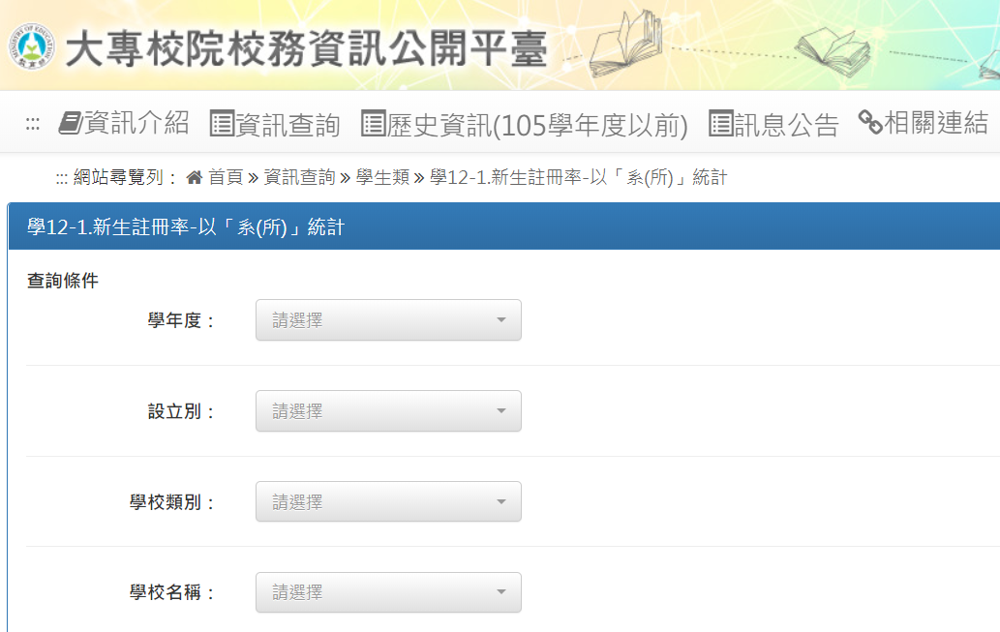 大專校院校務資訊公開平臺
::: 資訊介紹 資訊查詢 歷史資訊(105學年度以前) 訊息公告 相關連結
::: 網站尋覽列： 首頁 » 資訊查詢 » 學生類 » 學12-1.新生註冊率-以「系(所)」統計
學12-1.新生註冊率-以「系(所)」統計
查詢條件
學年度： 請選擇
設立別： 請選擇
學校類別： 請選擇
學校名稱： 請選擇